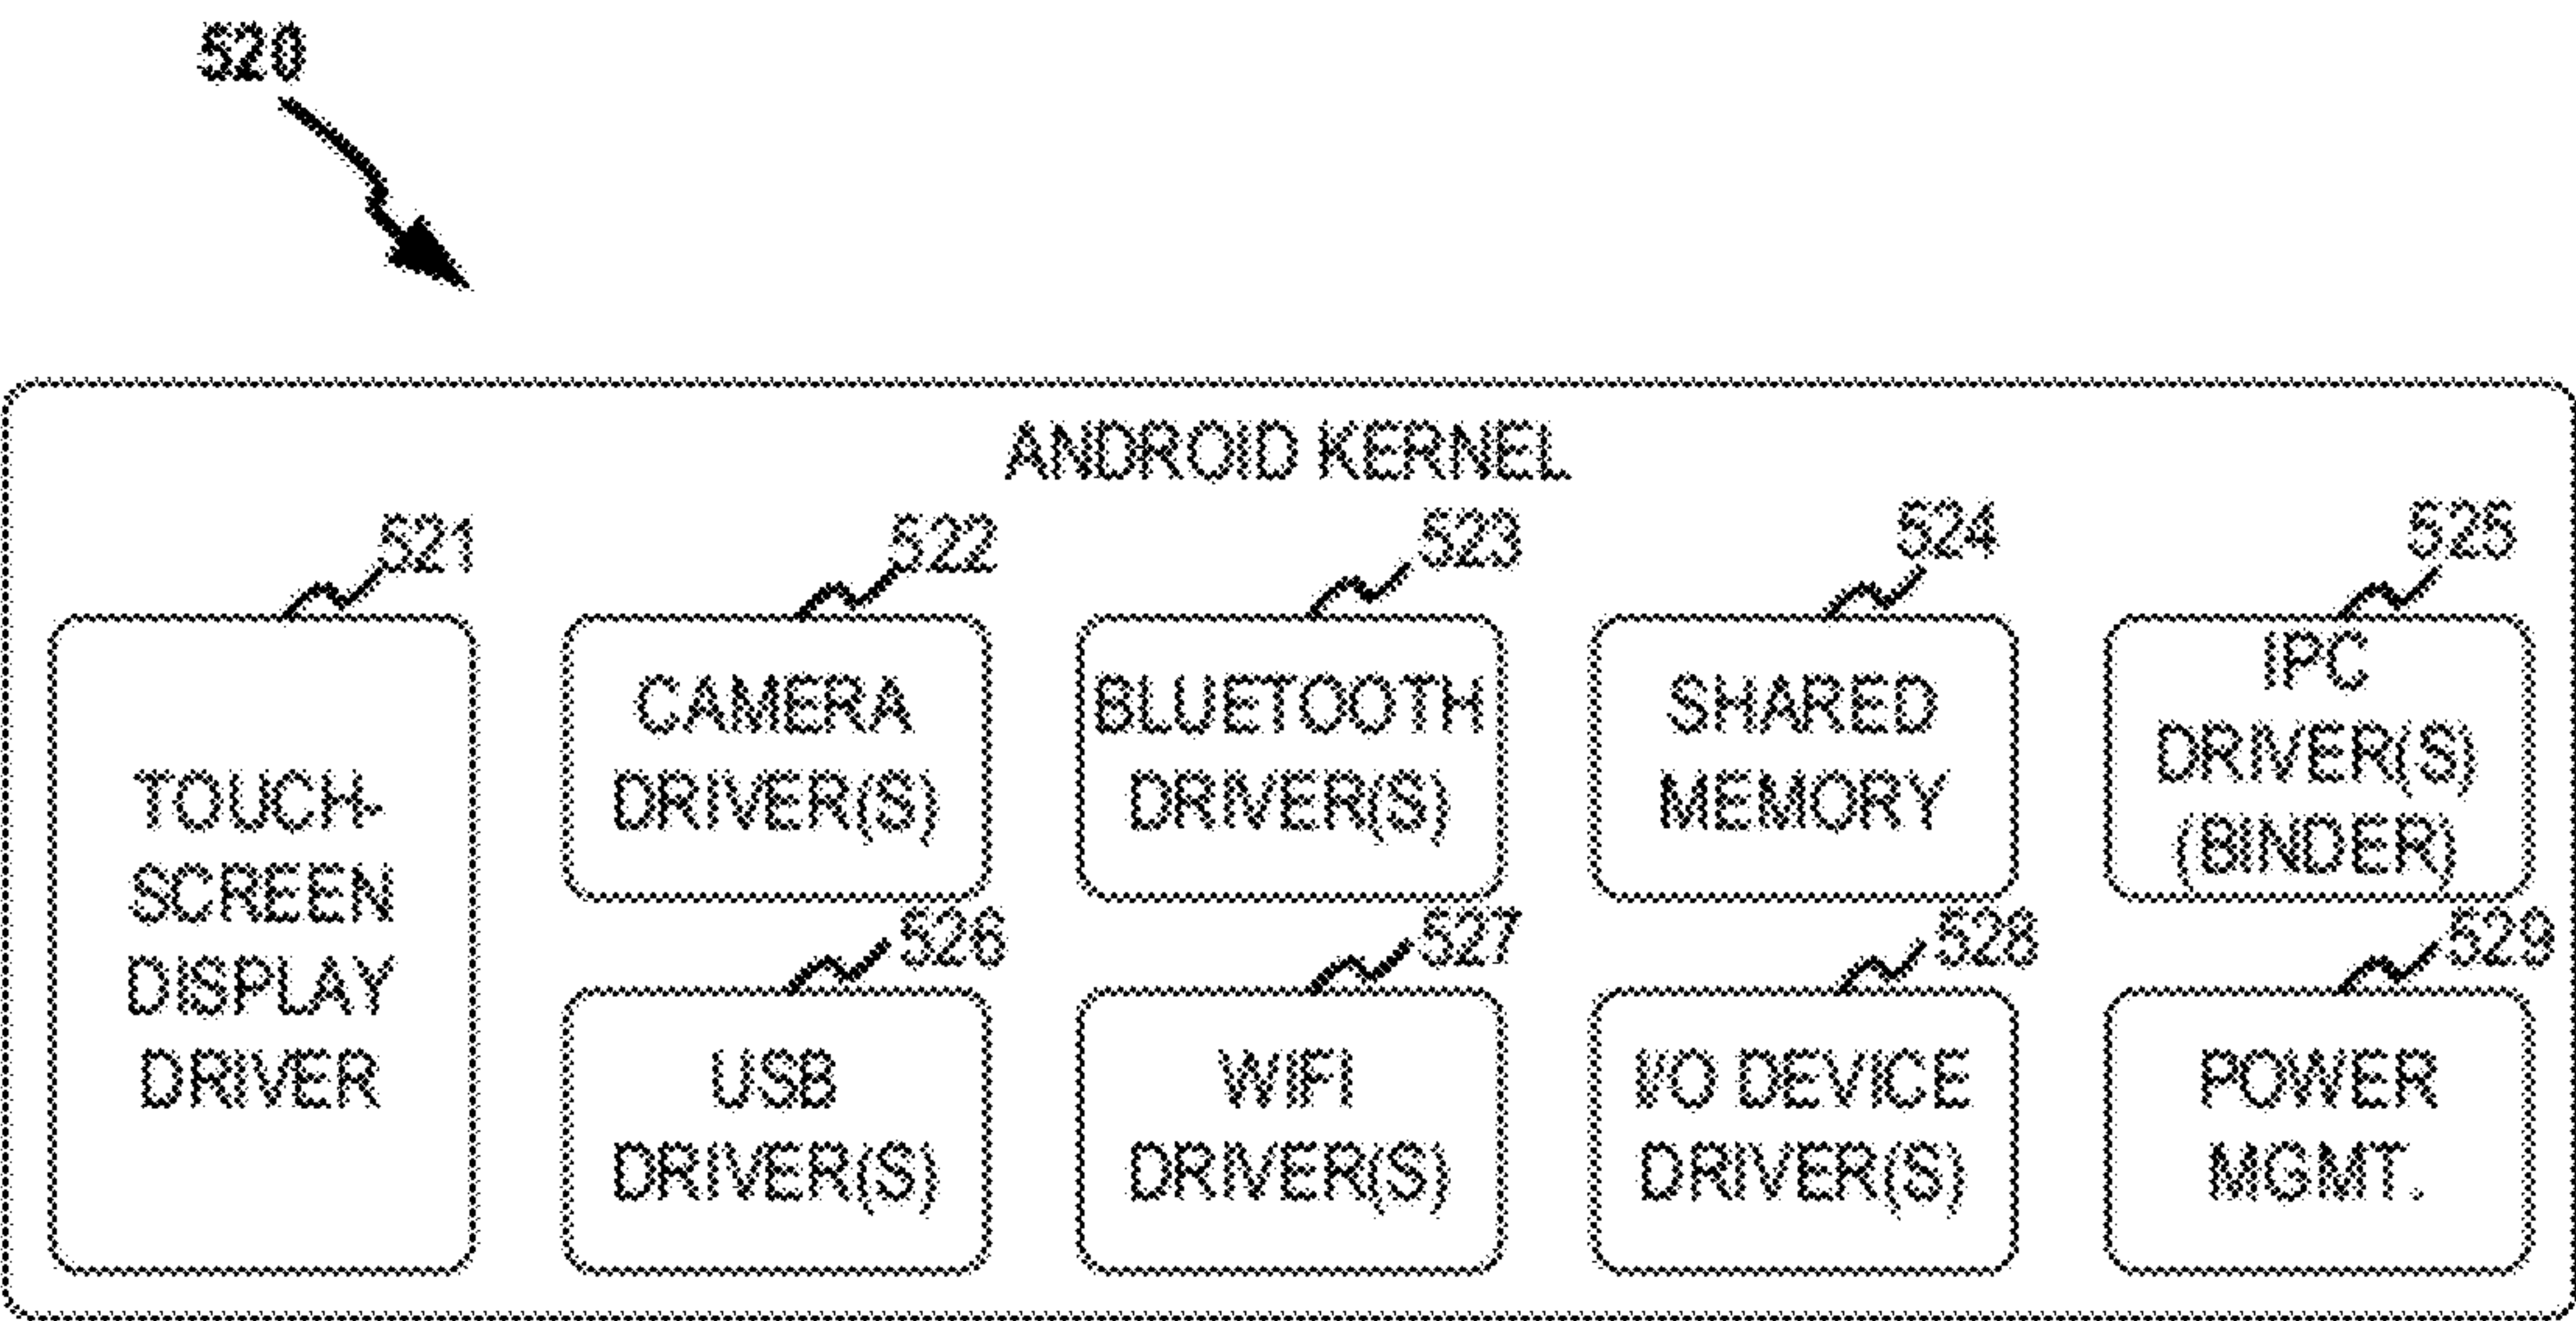 520
ANDROID KERNEL
521
TOUCH-
SCREEN
DISPLAY
DRIVER
522
CAMERA
DRIVER(S)
523
BLUETOOTH
DRIVER(S)
524
SHARED
MEMORY
525
IPC
DRIVER(S)
(BINDER)
526
USB
DRIVER(S)
527
WIFI
DRIVER(S)
528
I/O DEVICE
DRIVER(S)
529
POWER
MGMT.